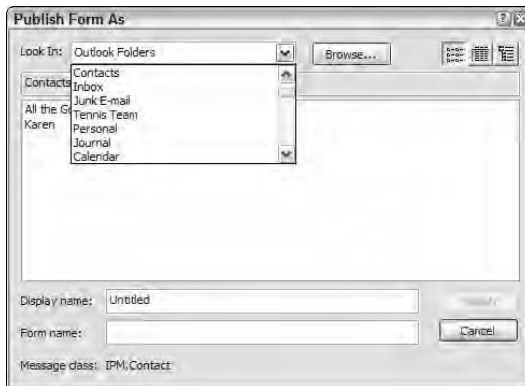 Publish Form As
Look In: Outlook Folders Browse...
Contacts
Inbox
Junk E-mail
Tennis Team
Personal
Journal
Calendar
Contacts
All the
Karen
Display name: Untitled
Form name: Cancel
Message class: IPM.Contact